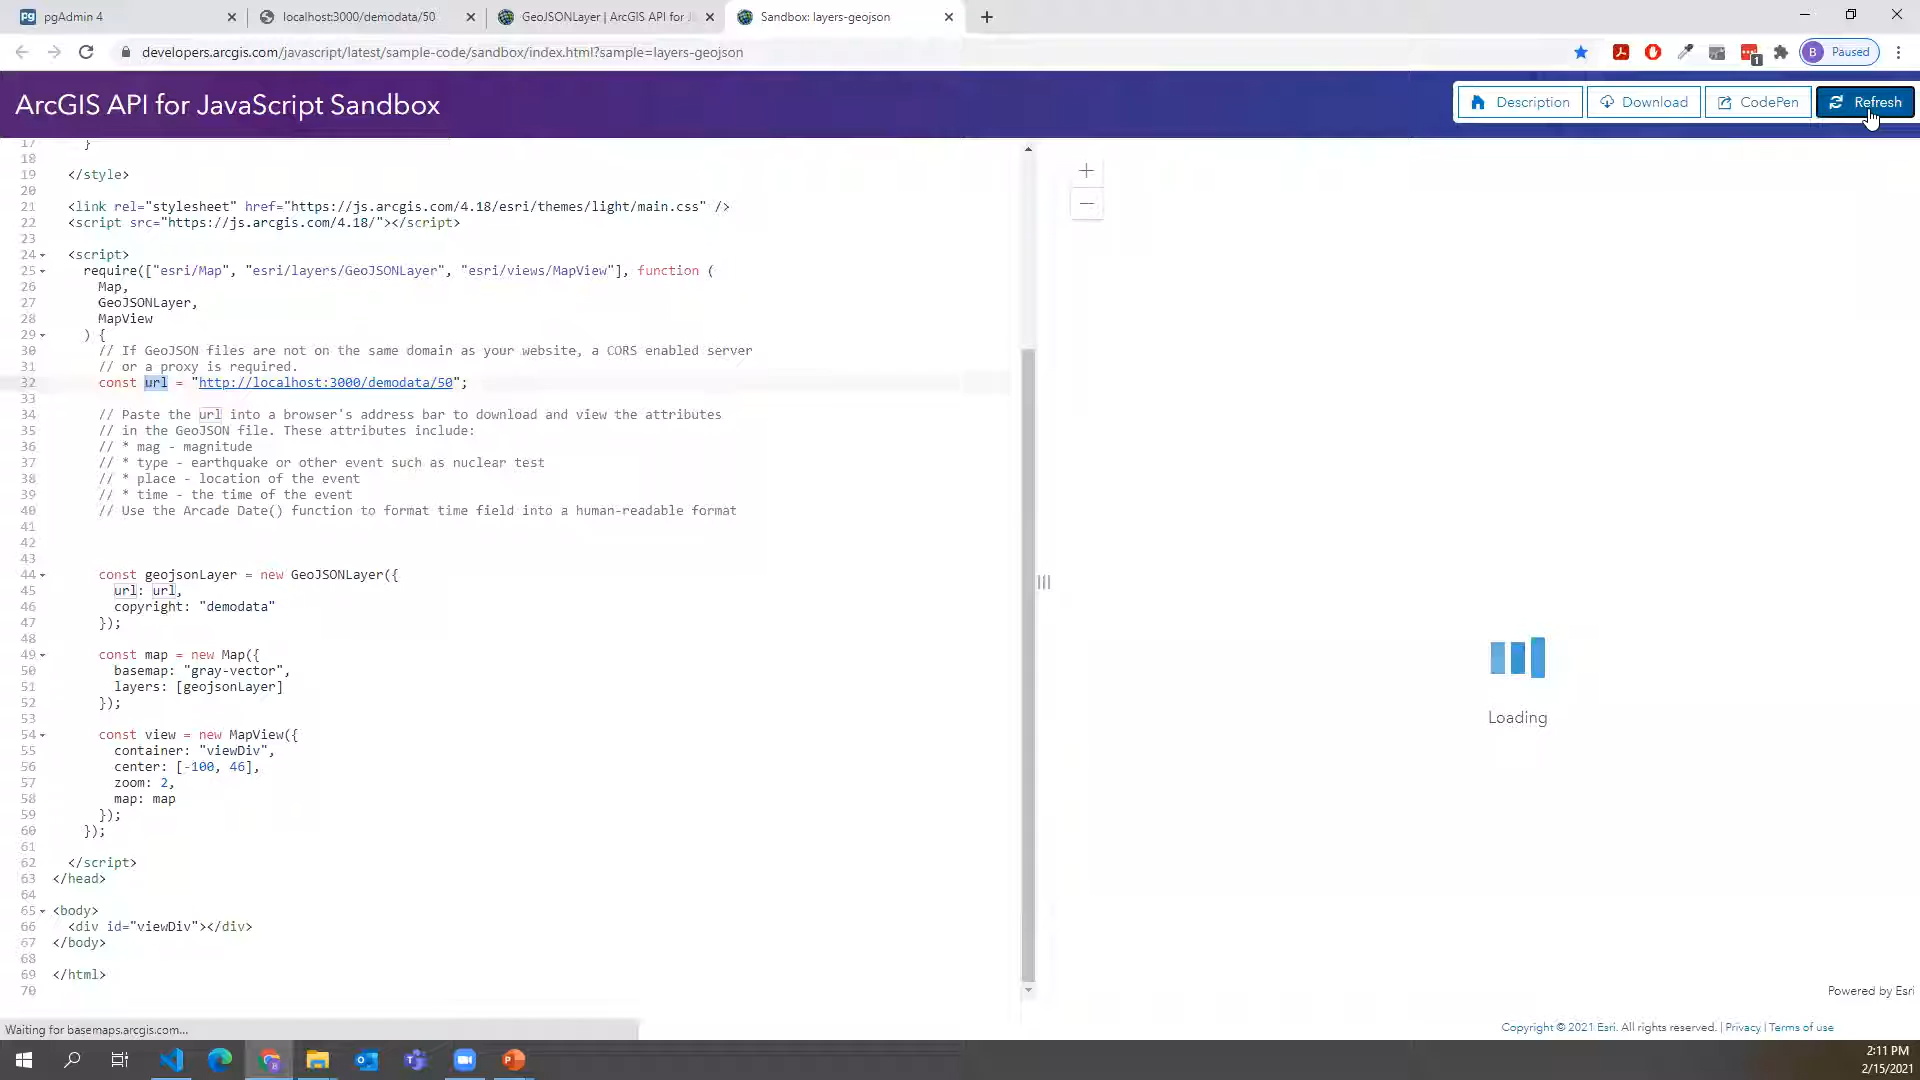 pgAdmin 4
localhost:3000/demodata/50
GeoJSONLayer | ArcGIS API for J
Sandbox: layers-geojson
developers.arcgis.com/javascript/latest/sample-code/sandbox/index.html?sample=layers-geojson
1
B Paused
ArcGIS API for JavaScript Sandbox
Description
Download
CodePen
Refresh
17 }
18
19 </style>
20
21 <link rel="stylesheet" href="https://js.arcgis.com/4.18/esri/themes/light/main.css" />
22 <script src="https://js.arcgis.com/4.18/"></script>
23
24 <script>
25 require(["esri/Map", "esri/layers/GeoJSONLayer", "esri/views/MapView"], function (
26 Map,
27 GeoJSONLayer,
28 MapView
29 ) {
30 // If GeoJSON files are not on the same domain as your website, a CORS enabled server
31 // or a proxy is required.
32 const url = "http://localhost:3000/demodata/50";
33
34 // Paste the url into a browser's address bar to download and view the attributes
35 // in the GeoJSON file. These attributes include:
36 // * mag - magnitude
37 // * type - earthquake or other event such as nuclear test
38 // * place - location of the event
39 // * time - the time of the event
40 // Use the Arcade Date() function to format time field into a human-readable format
41
42
43
44 const geojsonLayer = new GeoJSONLayer({
45 url: url,
46 copyright: "demodata"
47 });
48
49 const map = new Map({
50 basemap: "gray-vector",
51 layers: [geojsonLayer]
52 });
53
54 const view = new MapView({
55 container: "viewDiv",
56 center: [-100, 46],
57 zoom: 2,
58 map: map
59 });
60 });
61
62 </script>
63 </head>
64
65 <body>
66 <div id="viewDiv"></div>
67 </body>
68
69 </html>
70
Loading
Powered by Esri
Copyright © 2021 Esri. All rights reserved. | Privacy | Terms of use
Waiting for basemaps.arcgis.com...
2:11 PM
2/15/2021